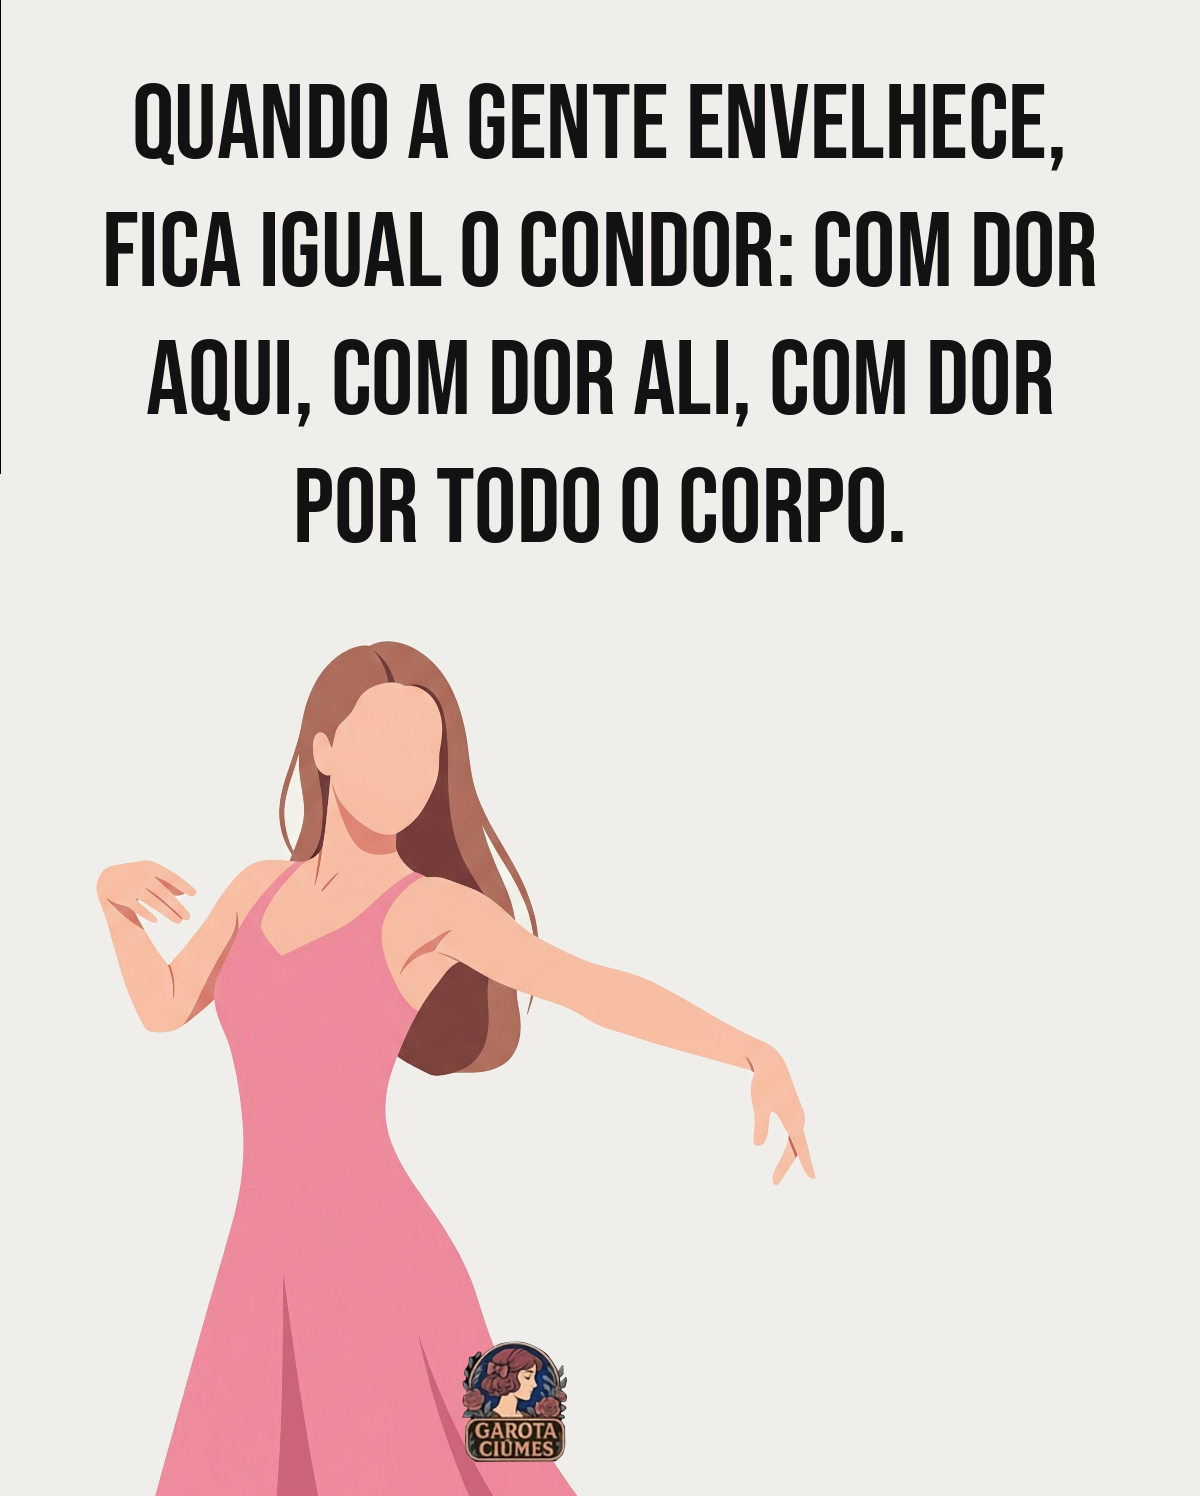 QUANDO A GENTE ENVELHECE,
FICA IGUAL O CONDOR: COM DOR
AQUI, COM DOR ALI, COM DOR
POR TODO O CORPO.
GAROTA
CIÚMES